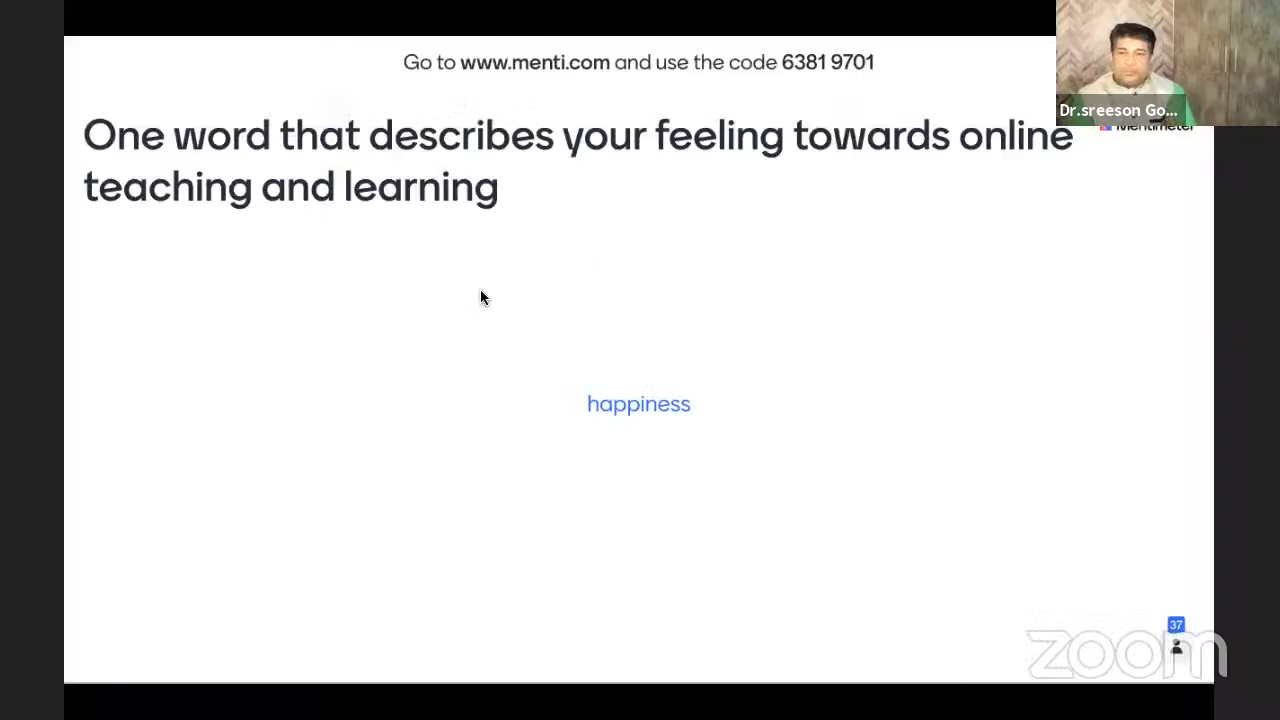 Go to www.menti.com and use the code 6381 9701
Dr.sreeson Go...
Mentimeter
One word that describes your feeling towards online
teaching and learning
happiness
37
zoom